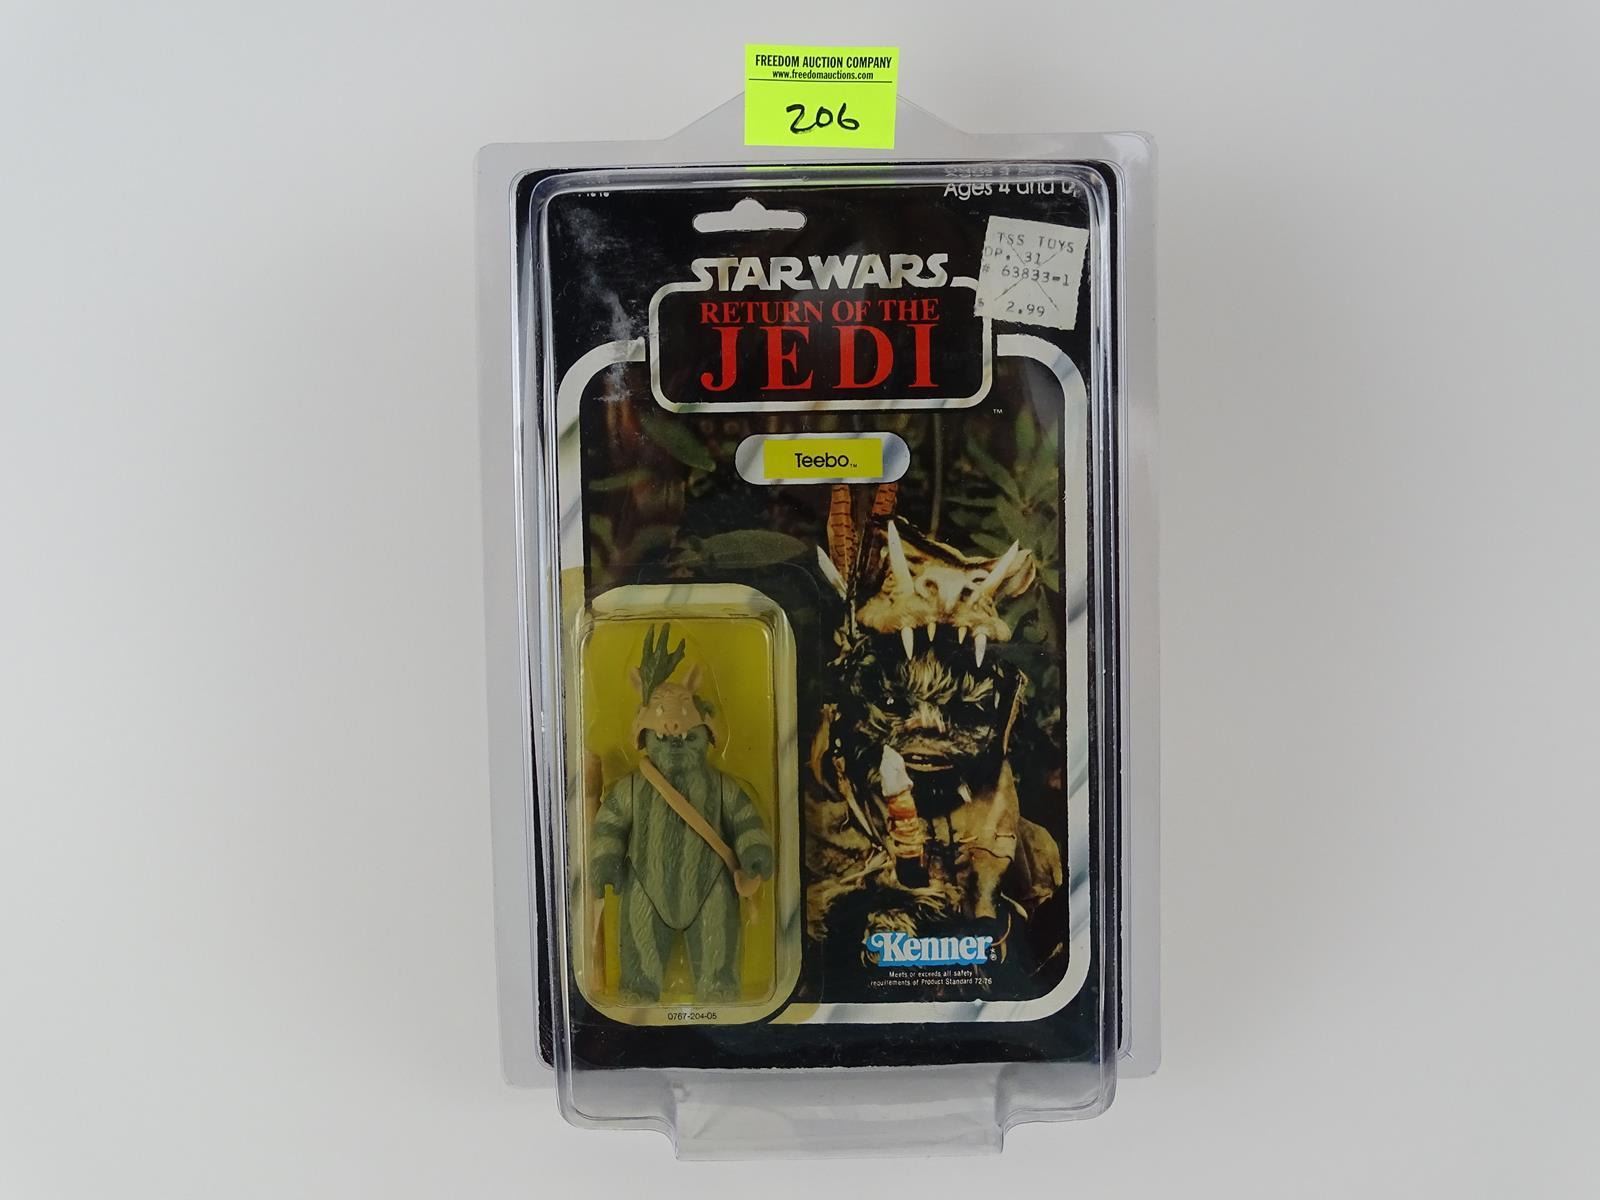 FREEDOM AUCTION COMPANY
www.freedomauctions.com
206
Ages 4 and up
TSS TOYS
DP. 31
# 63833-1
$ 2.99
STAR WARS
RETURN OF THE
JEDI
TM
Teebo TM
Kenner ®
Meets or exceeds all safety
requirements of Product Standard 72-76
0767-204-05